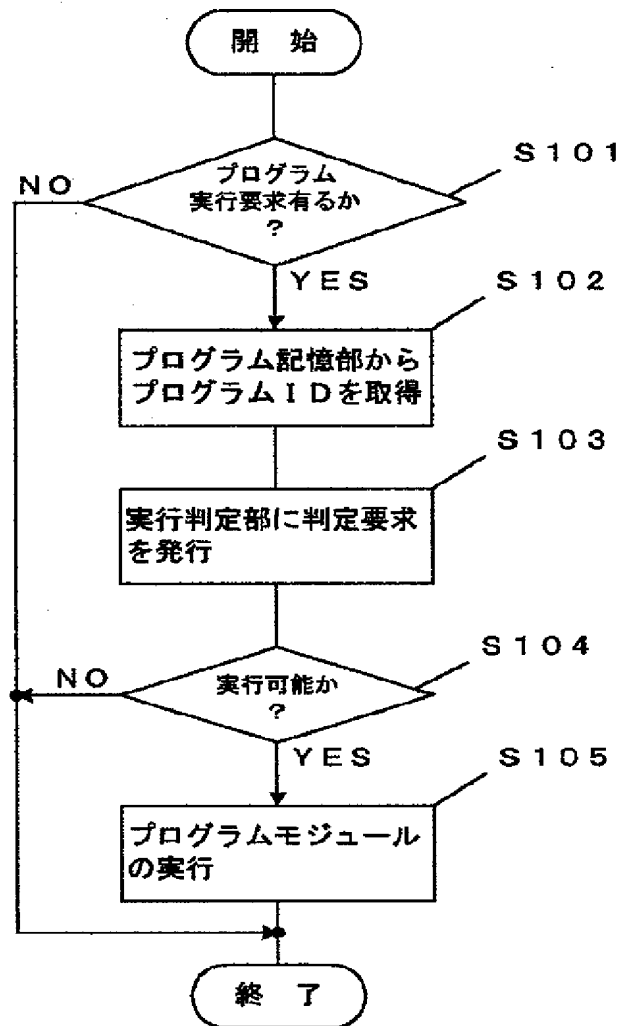 開 始
S101
プログラム
実行要求有るか
?
NO
YES
S102
プログラム記憶部から
プログラムIDを取得
S103
実行判定部に判定要求
を発行
S104
実行可能か
?
NO
YES
S105
プログラムモジュール
の実行
終 了